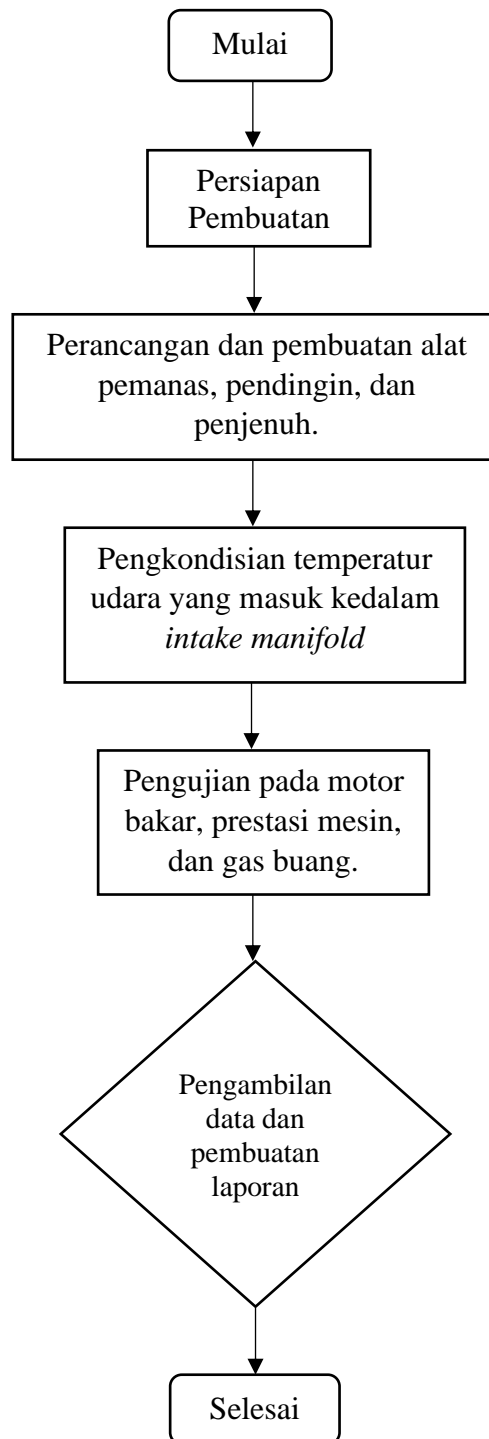 Mulai
Persiapan
Pembuatan
Perancangan dan pembuatan alat
pemanas, pendingin, dan
penjenuh.
Pengkondisian temperatur
udara yang masuk kedalam
intake manifold
Pengujian pada motor
bakar, prestasi mesin,
dan gas buang.
Pengambilan
data dan
pembuatan
laporan
Selesai